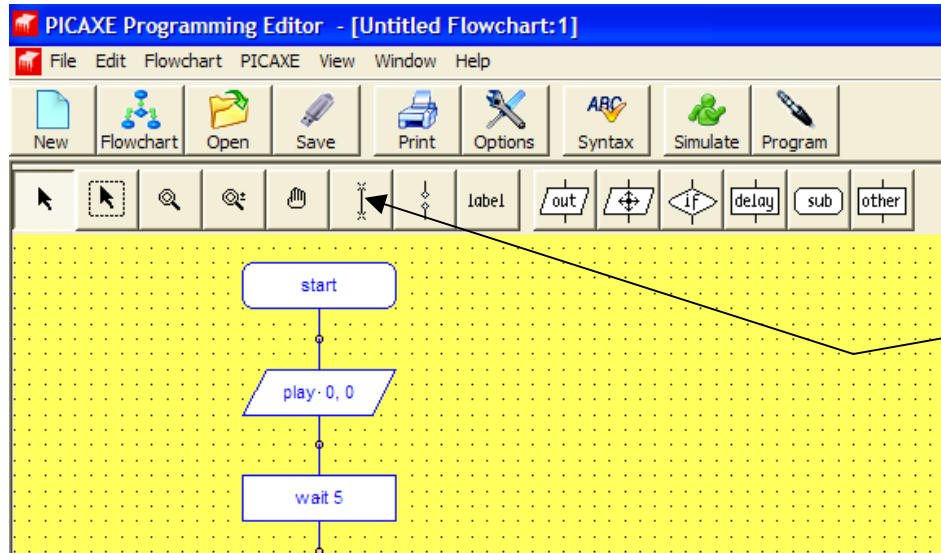 PICAXE Programming Editor - [Untitled Flowchart:1]
File Edit Flowchart PICAXE View Window Help
ABC
New Flowchart Open Save Print Options Syntax Simulate Program
label out if delay sub other
start
play 0, 0
wait 5